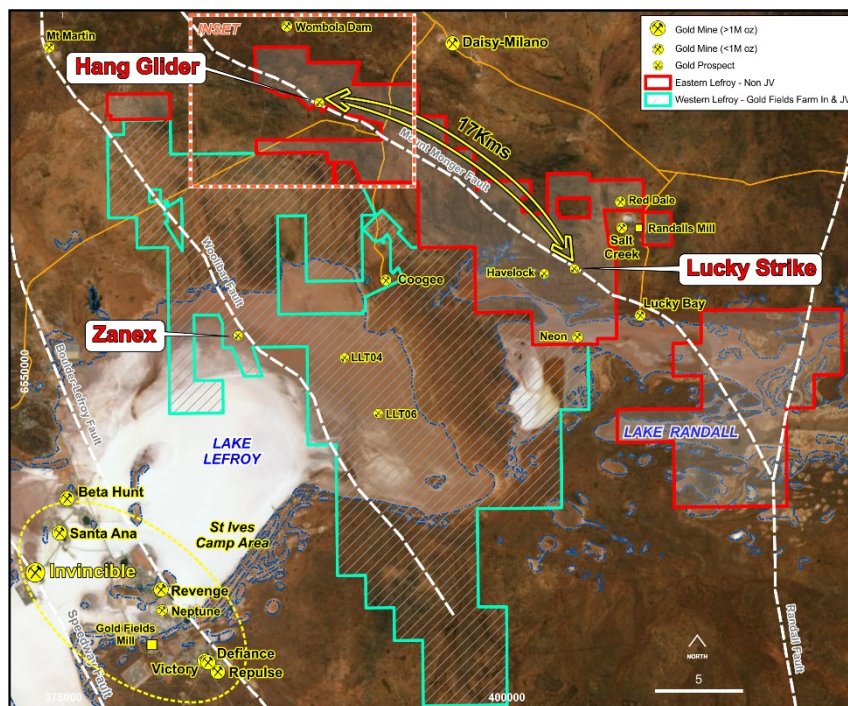 Mt Martin
INSET
Wombola Dam
Daisy-Milano
Hang Glider
17Kms
Mount Monger Fault
Gold Mine (>1M oz)
Gold Mine (<1M oz)
Gold Prospect
Eastern Lefroy - Non JV
Western Lefroy - Gold Fields Farm In & JV
Red Dale
Randalls Mill
Salt
Creek
Woolibar Fault
Havelock
Lucky Strike
Coogee
Lucky Bay
Zanex
Neon
LLT04
6550000
Boulder-Lefroy Fault
LLT06
LAKE
LEFROY
LAKE RANDALL
Beta Hunt
Santa Ana
St Ives
Camp Area
Invincible
Revenge
Neptune
Gold Fields
Mill
Speedway Fault
Defiance
Victory
Repulse
Randall Fault
NORTH
5
375000
400000